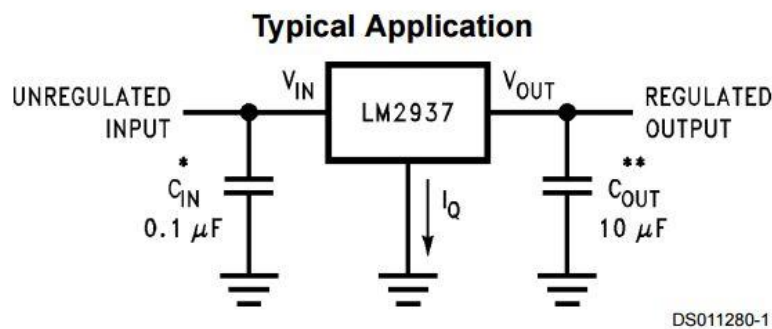 Typical Application
UNREGULATED
INPUT
V_IN
LM2937
V_OUT
REGULATED
OUTPUT
*
C_IN
0.1 μF
I_Q
**
C_OUT
10 μF
DS011280-1